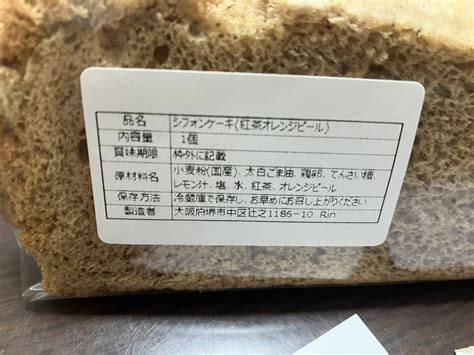 品名 シフォンケーキ(紅茶オレンジピール)
内容量 1個
賞味期限 枠外に記載
原材料名 小麦粉(国産)、太白ごま油、鶏卵、てんさい糖、
レモン汁、塩、水、紅茶、オレンジピール
保存方法 冷蔵庫で保存し、お早めにお召し上がりください
製造者 大阪府堺市中区辻之1186-10 Rin